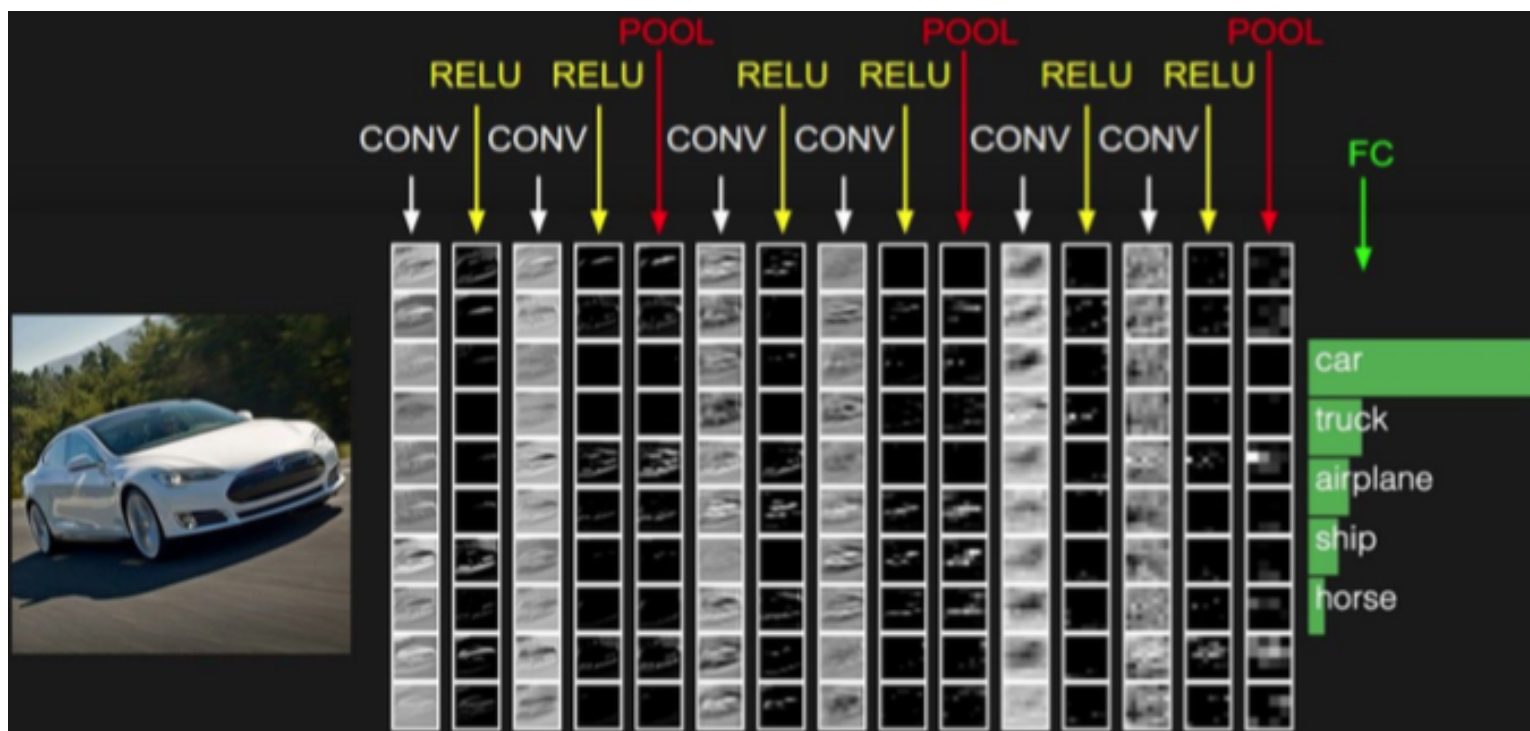 POOL POOL POOL
RELU RELU RELU RELU RELU RELU
CONV CONV CONV CONV CONV CONV
FC
car
truck
airplane
ship
horse